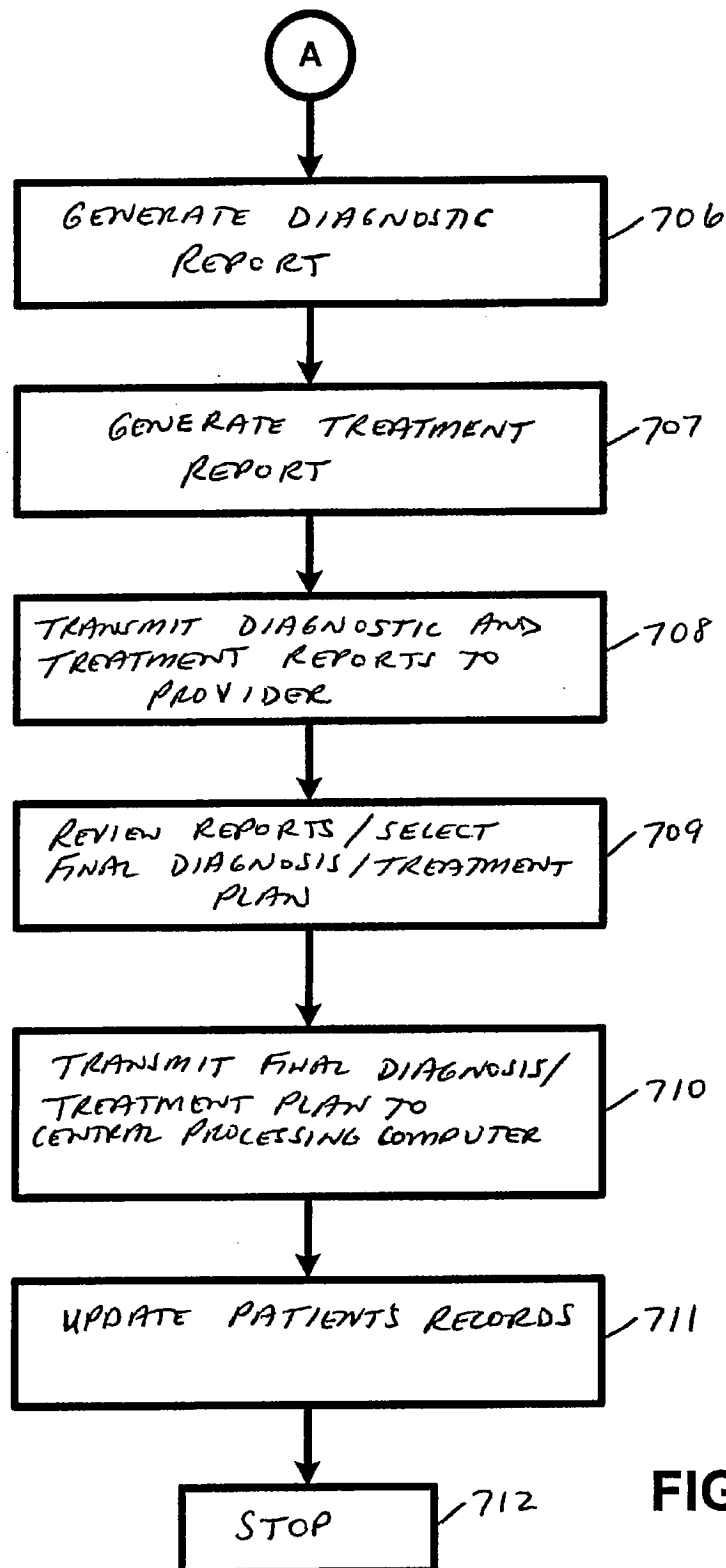 A
GENERATE DIAGNOSTIC
REPORT
706
GENERATE TREATMENT
REPORT
707
TRANSMIT DIAGNOSTIC AND
TREATMENT REPORTS TO
PROVIDER
708
REVIEW REPORTS/SELECT
FINAL DIAGNOSIS/TREATMENT
PLAN
709
TRANSMIT FINAL DIAGNOSIS/
TREATMENT PLAN TO
CENTRAL PROCESSING COMPUTER
710
UPDATE PATIENTS RECORDS
711
STOP
712
FIG